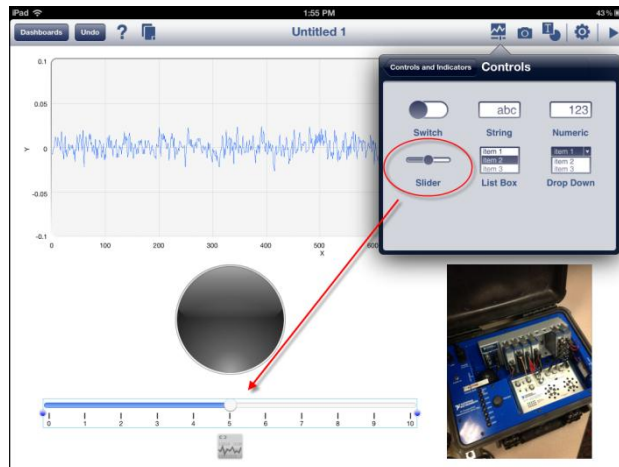 iPad 1:55 PM 43%
Dashboards Undo ? Untitled 1
Controls and Indicators Controls
abc 123
Switch String Numeric
Item 1 Item 1
Item 2 Item 2
Item 3 Item 3
Slider List Box Drop Down
0.1
0.05
Y 0
-0.05
-0.1
0 100 200 300 400 500 600
X
0 1 2 3 4 5 6 7 8 9 10